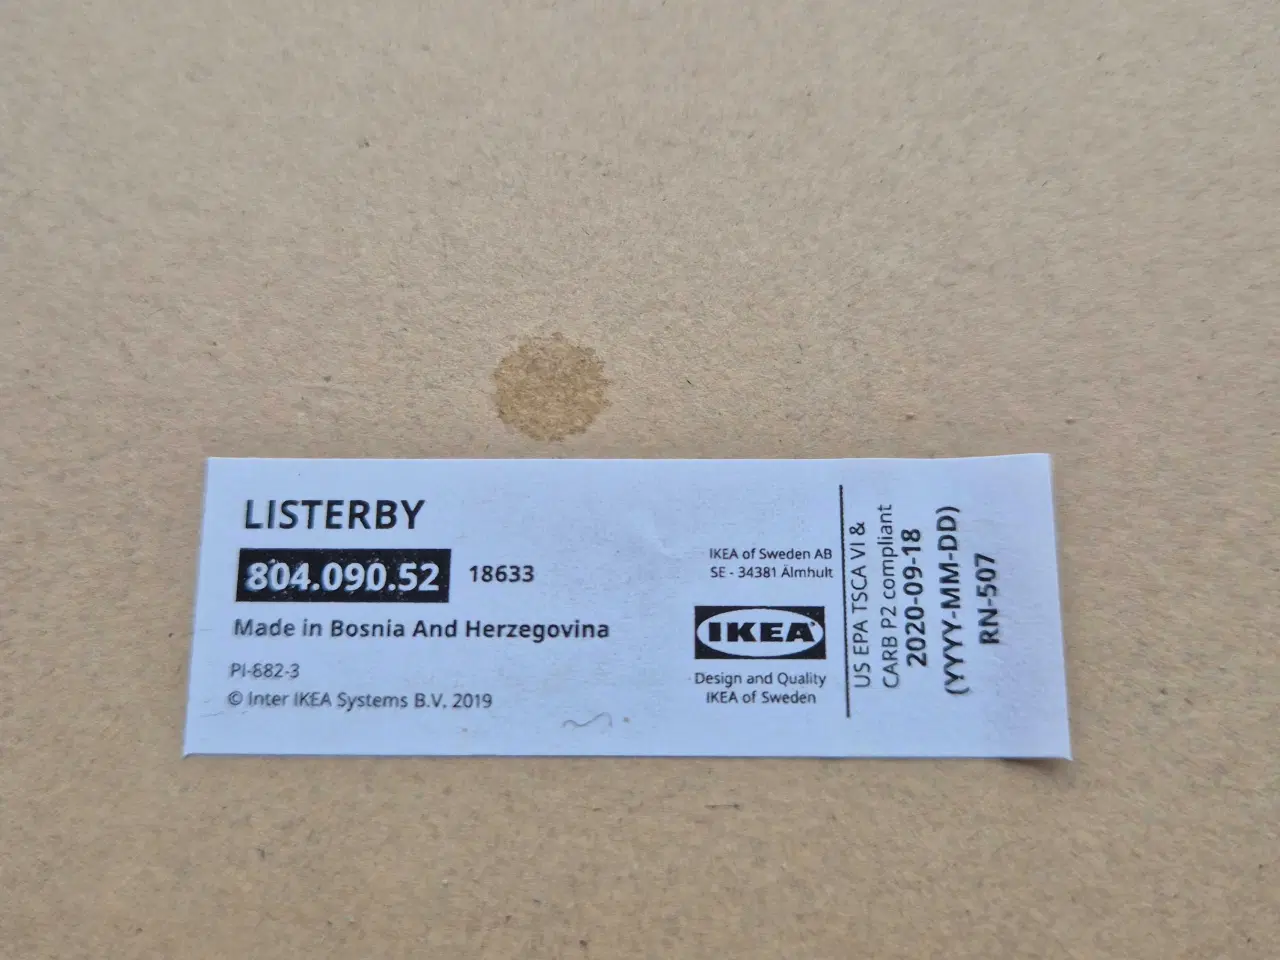 LISTERBY
804.090.52 18633
Made in Bosnia And Herzegovina
PI-682-3
© Inter IKEA Systems B.V. 2019
IKEA of Sweden AB
SE - 34381 Älmhult
IKEA®
Design and Quality
IKEA of Sweden
US EPA TSCA VI &
CARB P2 compliant
2020-09-18
(YYYY-MM-DD)
RN-507